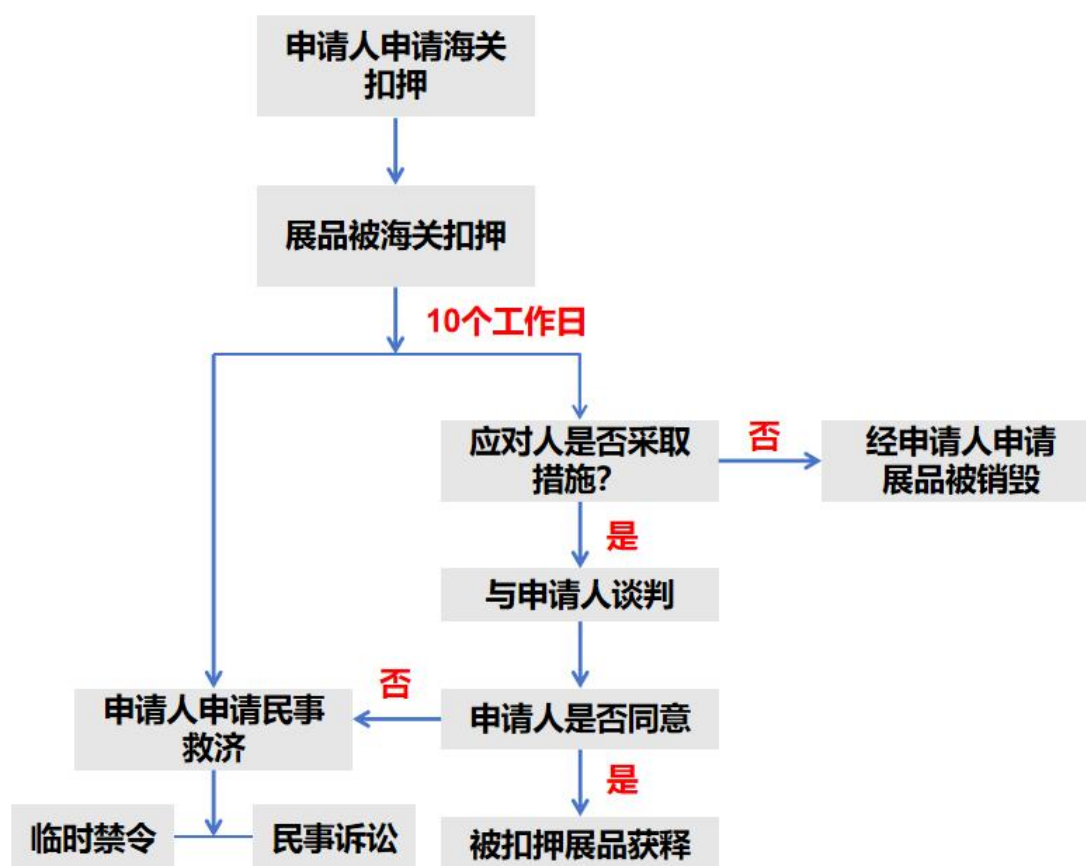 申请人申请海关
扣押
展品被海关扣押
10个工作日
应对人是否采取
措施?
否
经申请人申请
展品被销毁
是
与申请人谈判
申请人申请民事
救济
否
申请人是否同意
是
临时禁令
民事诉讼
被扣押展品获释